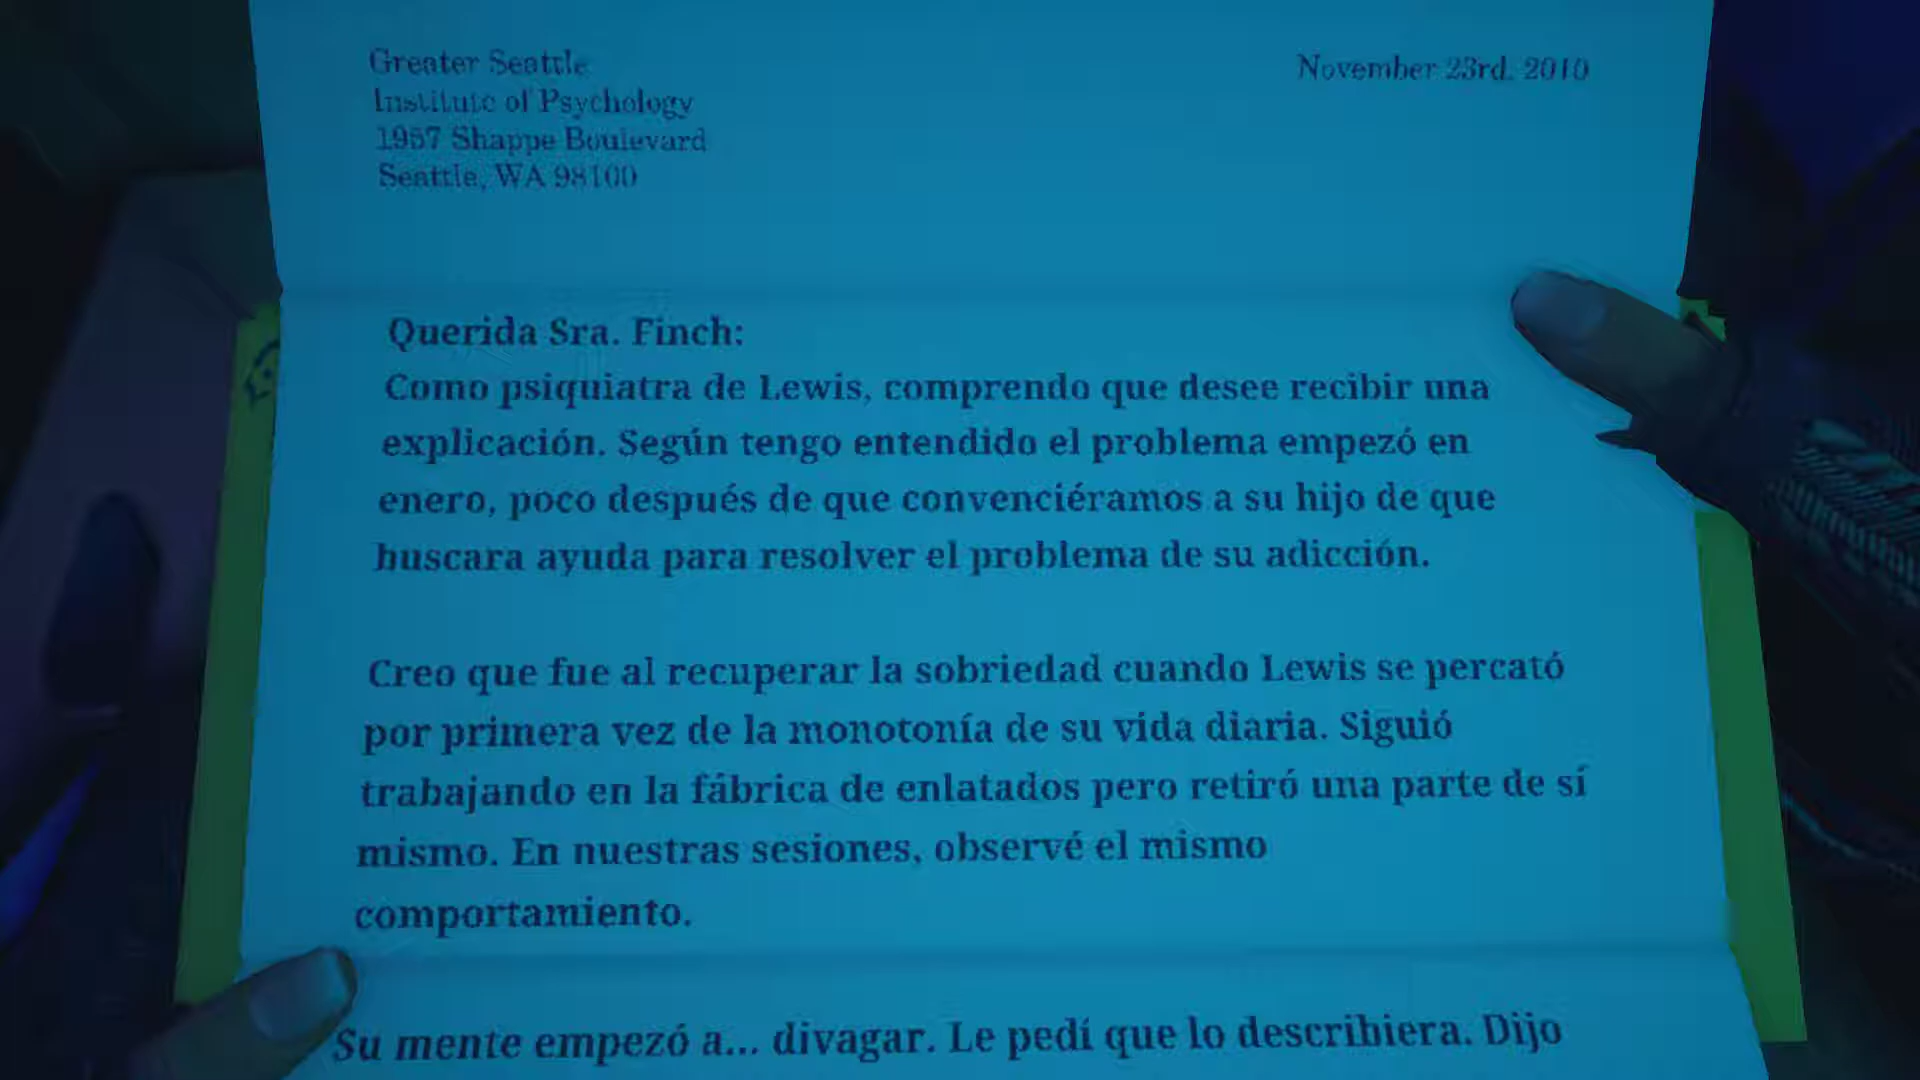 Greater Seattle
Institute of Psychology
1957 Shappe Boulevard
Seattle, WA 98100
November 23rd, 2010
Querida Sra. Finch:
Como psiquiatra de Lewis, comprendo que desee recibir una
explicación. Según tengo entendido el problema empezó en
enero, poco después de que convenciéramos a su hijo de que
buscara ayuda para resolver el problema de su adicción.
Creo que fue al recuperar la sobriedad cuando Lewis se percató
por primera vez de la monotonía de su vida diaria. Siguió
trabajando en la fábrica de enlatados pero retiró una parte de sí
mismo. En nuestras sesiones, observé el mismo
comportamiento.
Su mente empezó a... divagar. Le pedí que lo describiera. Dijo